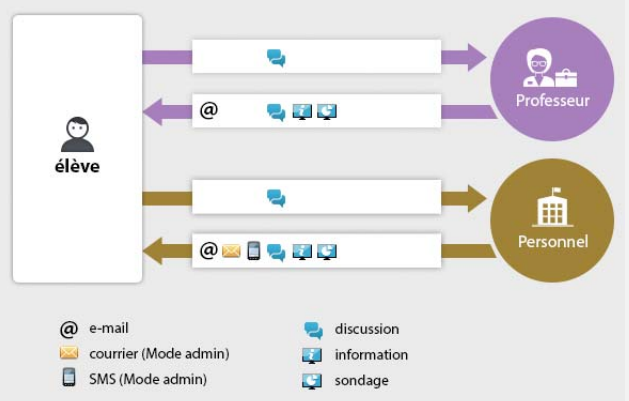 Professeur
élève
Personnel
@ e-mail
discussion
courrier (Mode admin)
information
SMS (Mode admin)
sondage